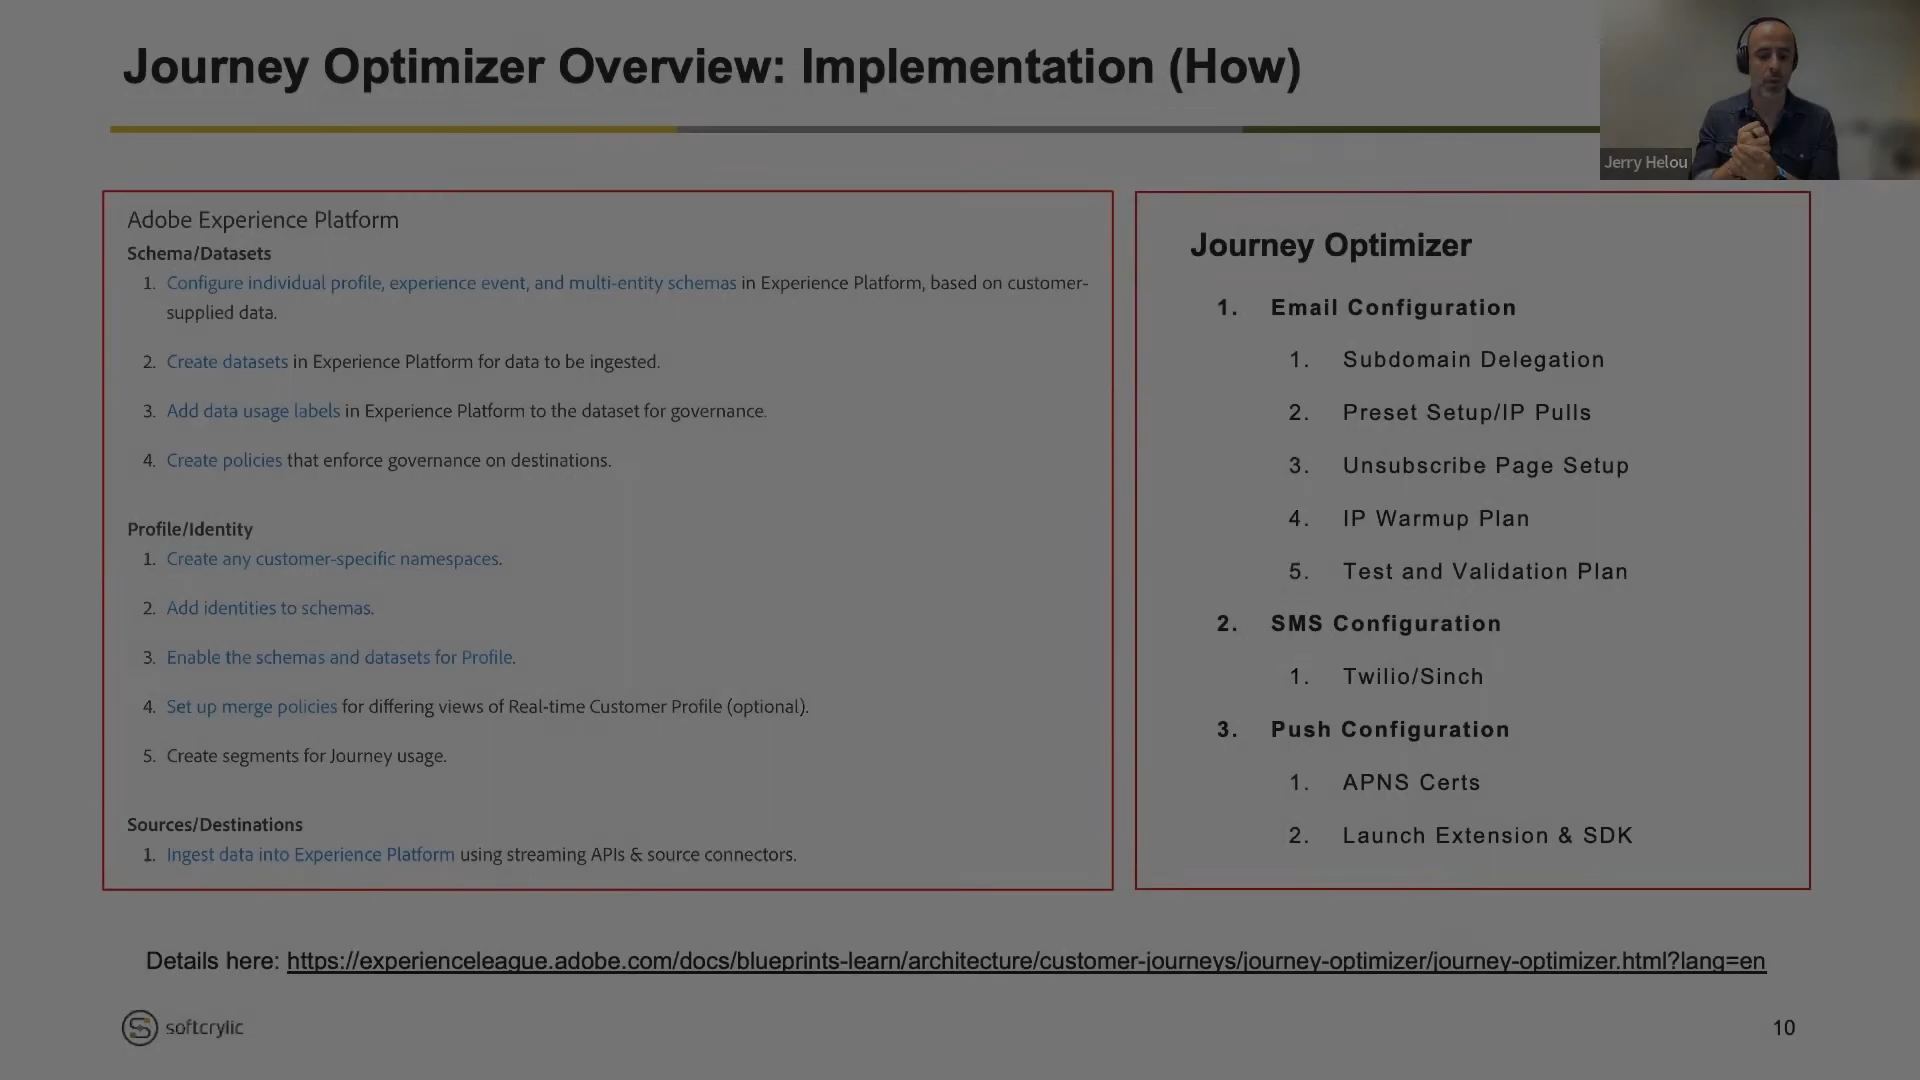 Journey Optimizer Overview: Implementation (How)
Jerry Helou
Adobe Experience Platform
Schema/Datasets
1. Configure individual profile, experience event, and multi-entity schemas in Experience Platform, based on customer-
supplied data.
2. Create datasets in Experience Platform for data to be ingested.
3. Add data usage labels in Experience Platform to the dataset for governance.
4. Create policies that enforce governance on destinations.
Profile/Identity
1. Create any customer-specific namespaces.
2. Add identities to schemas.
3. Enable the schemas and datasets for Profile.
4. Set up merge policies for differing views of Real-time Customer Profile (optional).
5. Create segments for Journey usage.
Sources/Destinations
1. Ingest data into Experience Platform using streaming APIs & source connectors.
Journey Optimizer
1. Email Configuration
1. Subdomain Delegation
2. Preset Setup/IP Pulls
3. Unsubscribe Page Setup
4. IP Warmup Plan
5. Test and Validation Plan
2. SMS Configuration
1. Twilio/Sinch
3. Push Configuration
1. APNS Certs
2. Launch Extension & SDK
Details here: https://experienceleague.adobe.com/docs/blueprints-learn/architecture/customer-journeys/journey-optimizer/journey-optimizer.html?lang=en
softcrylic
10